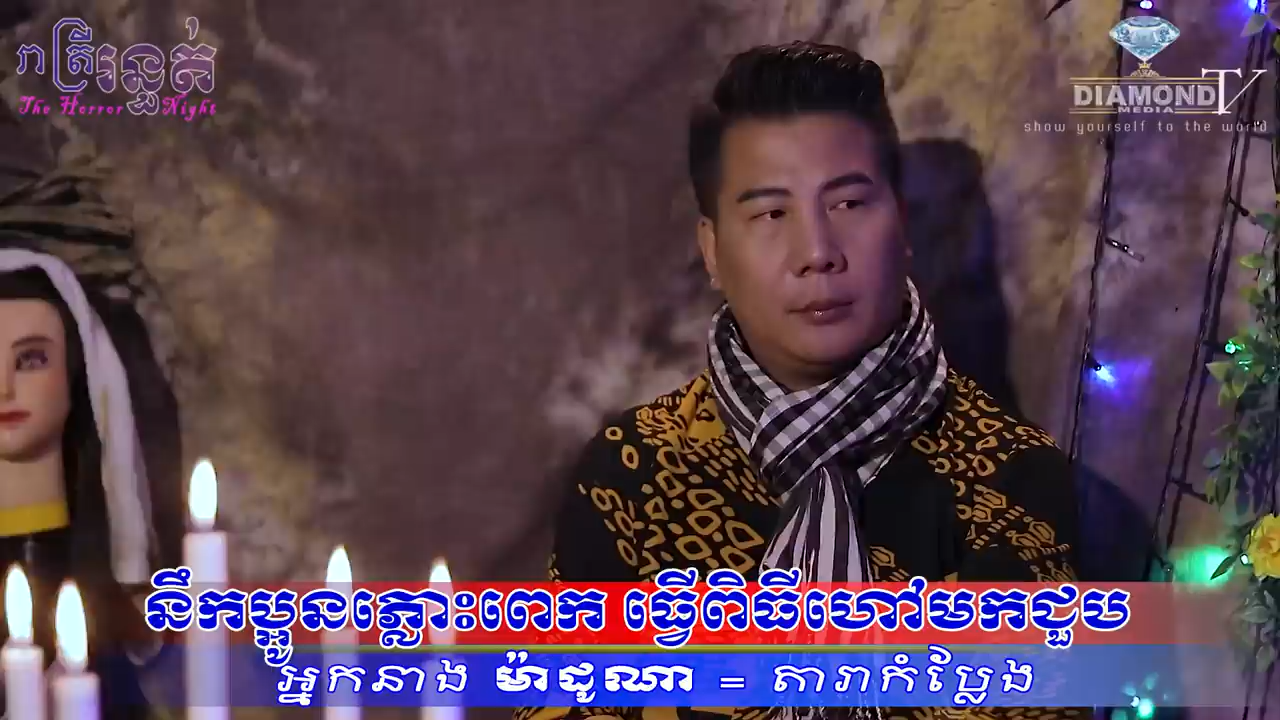 រាត្រីរន្ធត់
The Horror Night
DIAMOND TV
MEDIA
show yourself to the world
នឹកប្អូនភ្លោះពេក ធ្វើពិធីហៅមកជួប
អ្នកនាង ម៉ាដូណា = តារាកំប្លែង